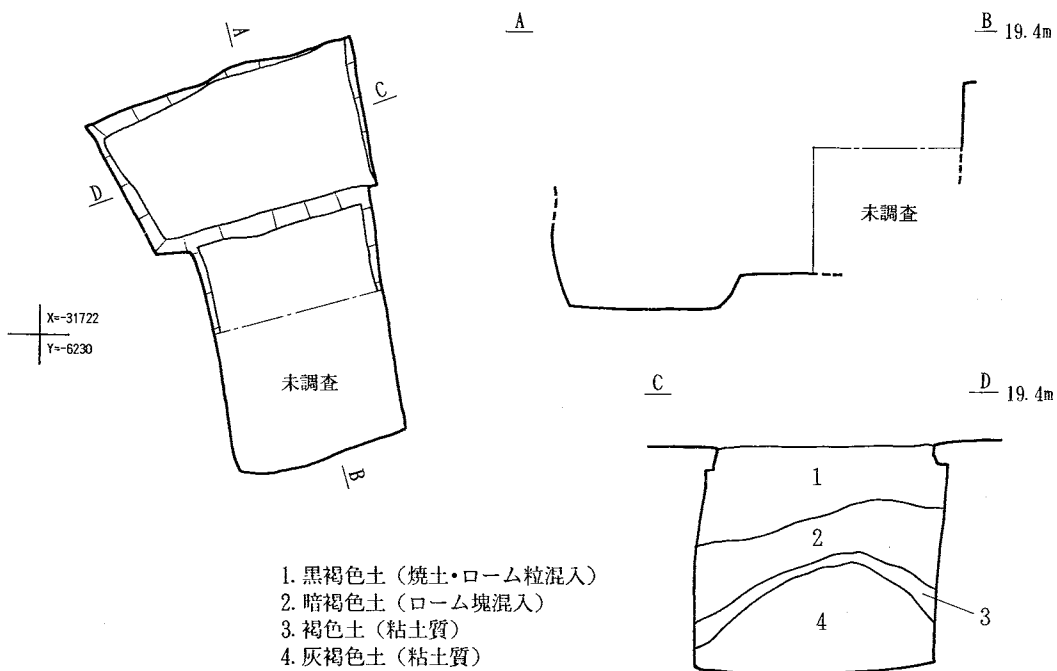 A
C
D
B
X=-31722
Y=-6230
未調査
A
B 19.4m
未調査
C
D 19.4m
1
2
3
4
1. 黒褐色土（焼土・ローム粒混入）
2. 暗褐色土（ローム塊混入）
3. 褐色土（粘土質）
4. 灰褐色土（粘土質）